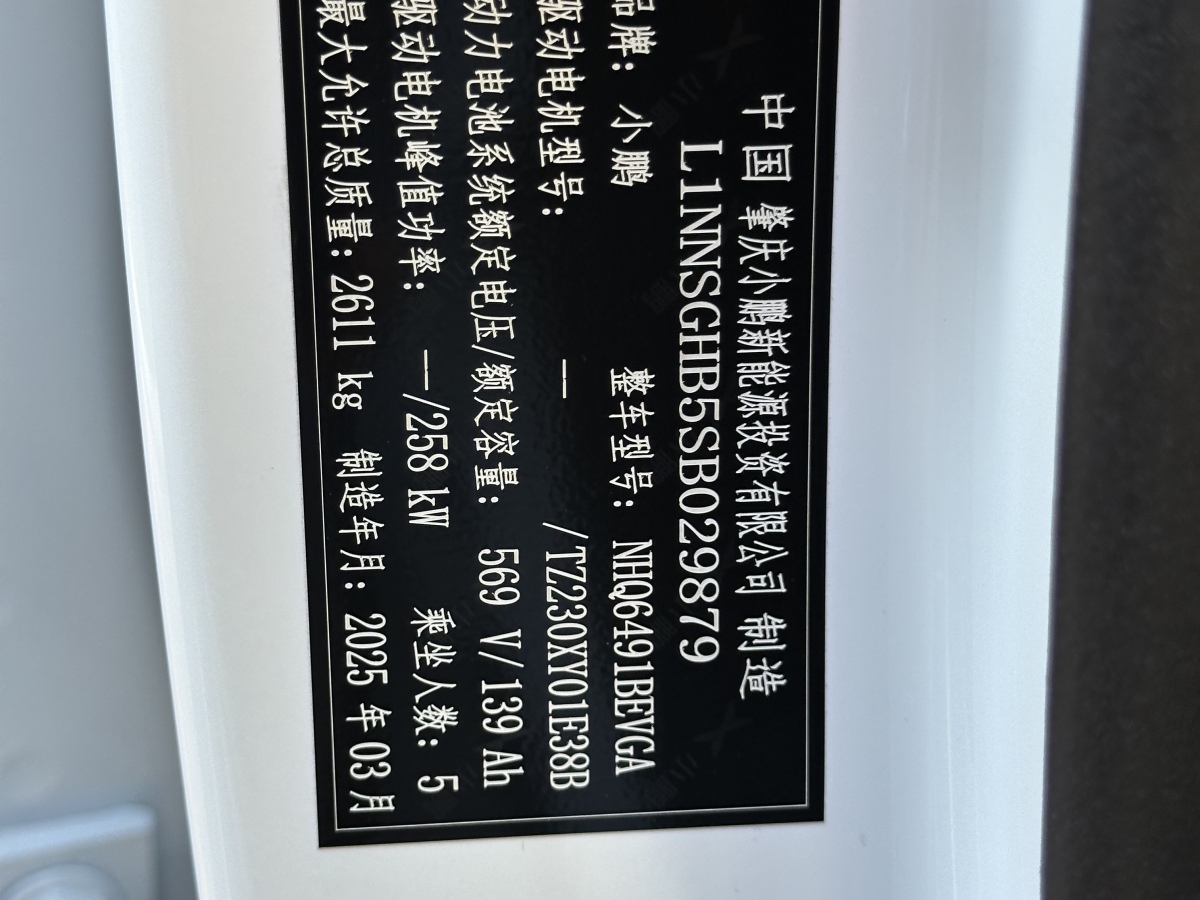 中国 肇庆小鹏新能源投资有限公司 制造
L1NNSGHB5SB029879
品牌: 小鹏 整车型号: NHQ6491BEVGA
驱动电机型号: — /TZ230XY01E38B
动力电池系统额定电压/额定容量: 569 V/139 Ah
驱动电机峰值功率: —/258 kW 乘坐人数: 5
最大允许总质量: 2611 kg 制造年月: 2025 年 03 月